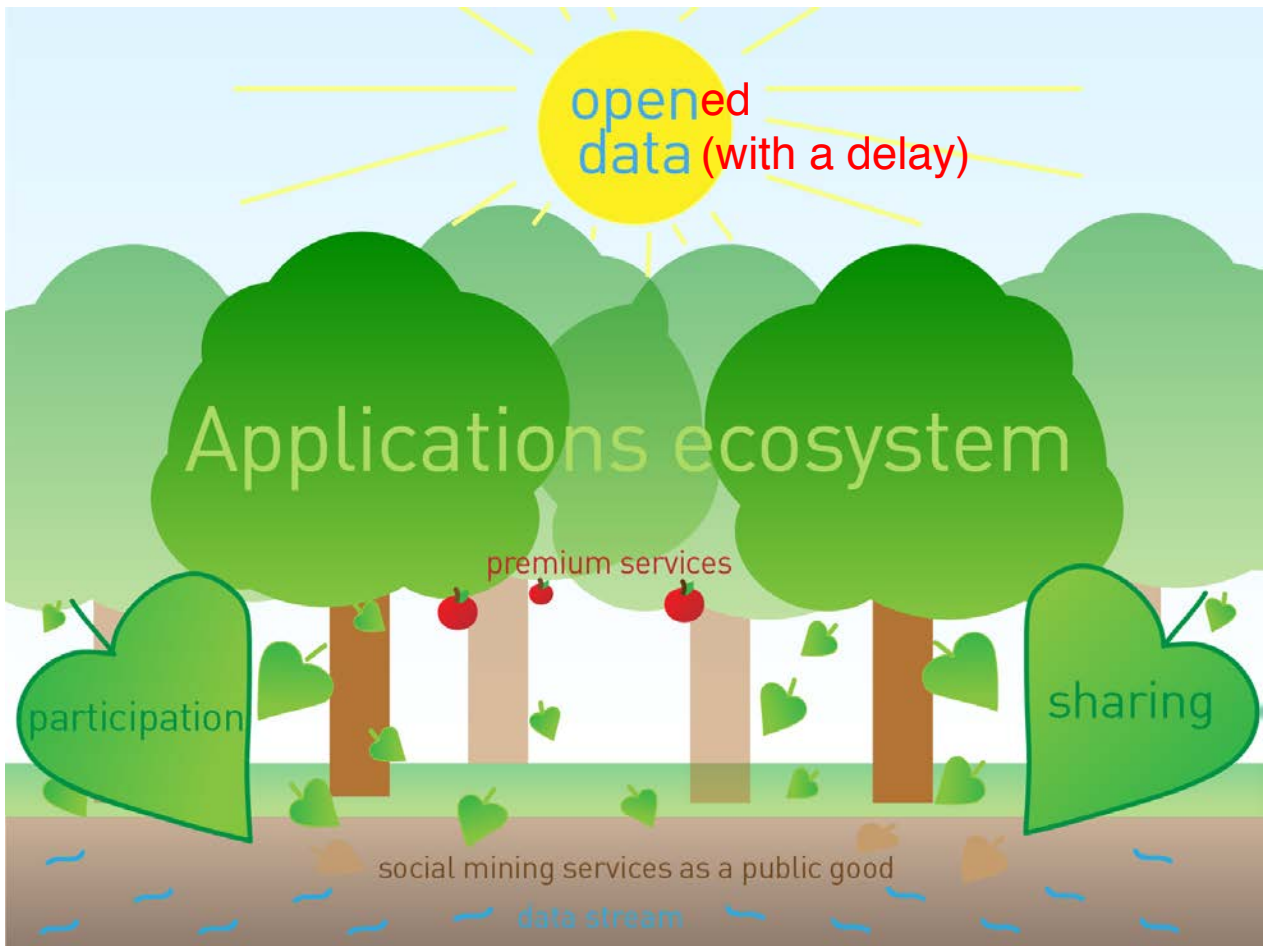 opened
data (with a delay)
Applications ecosystem
premium services
participation
sharing
social mining services as a public good
data stream